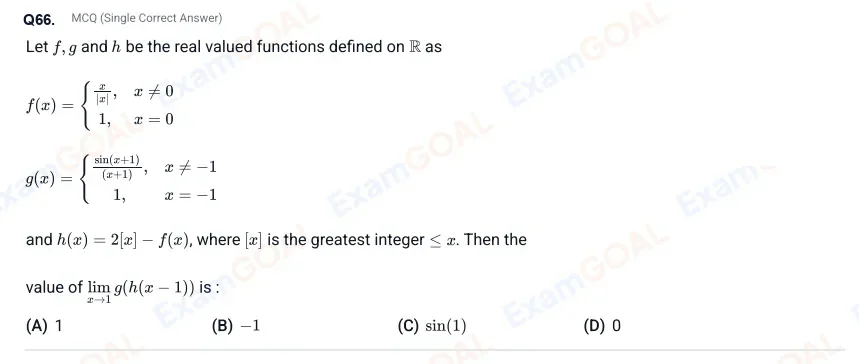 Q66. MCQ (Single Correct Answer)
Let f, g and h be the real valued functions defined on ℝ as
f(x) = { x/|x|, x ≠ 0
1, x = 0
g(x) = { sin(x+1)/(x+1), x ≠ −1
1, x = −1
and h(x) = 2[x] − f(x), where [x] is the greatest integer ≤ x. Then the
value of lim x→1 g(h(x − 1)) is :
(A) 1 (B) −1 (C) sin(1) (D) 0
ExamGOAL